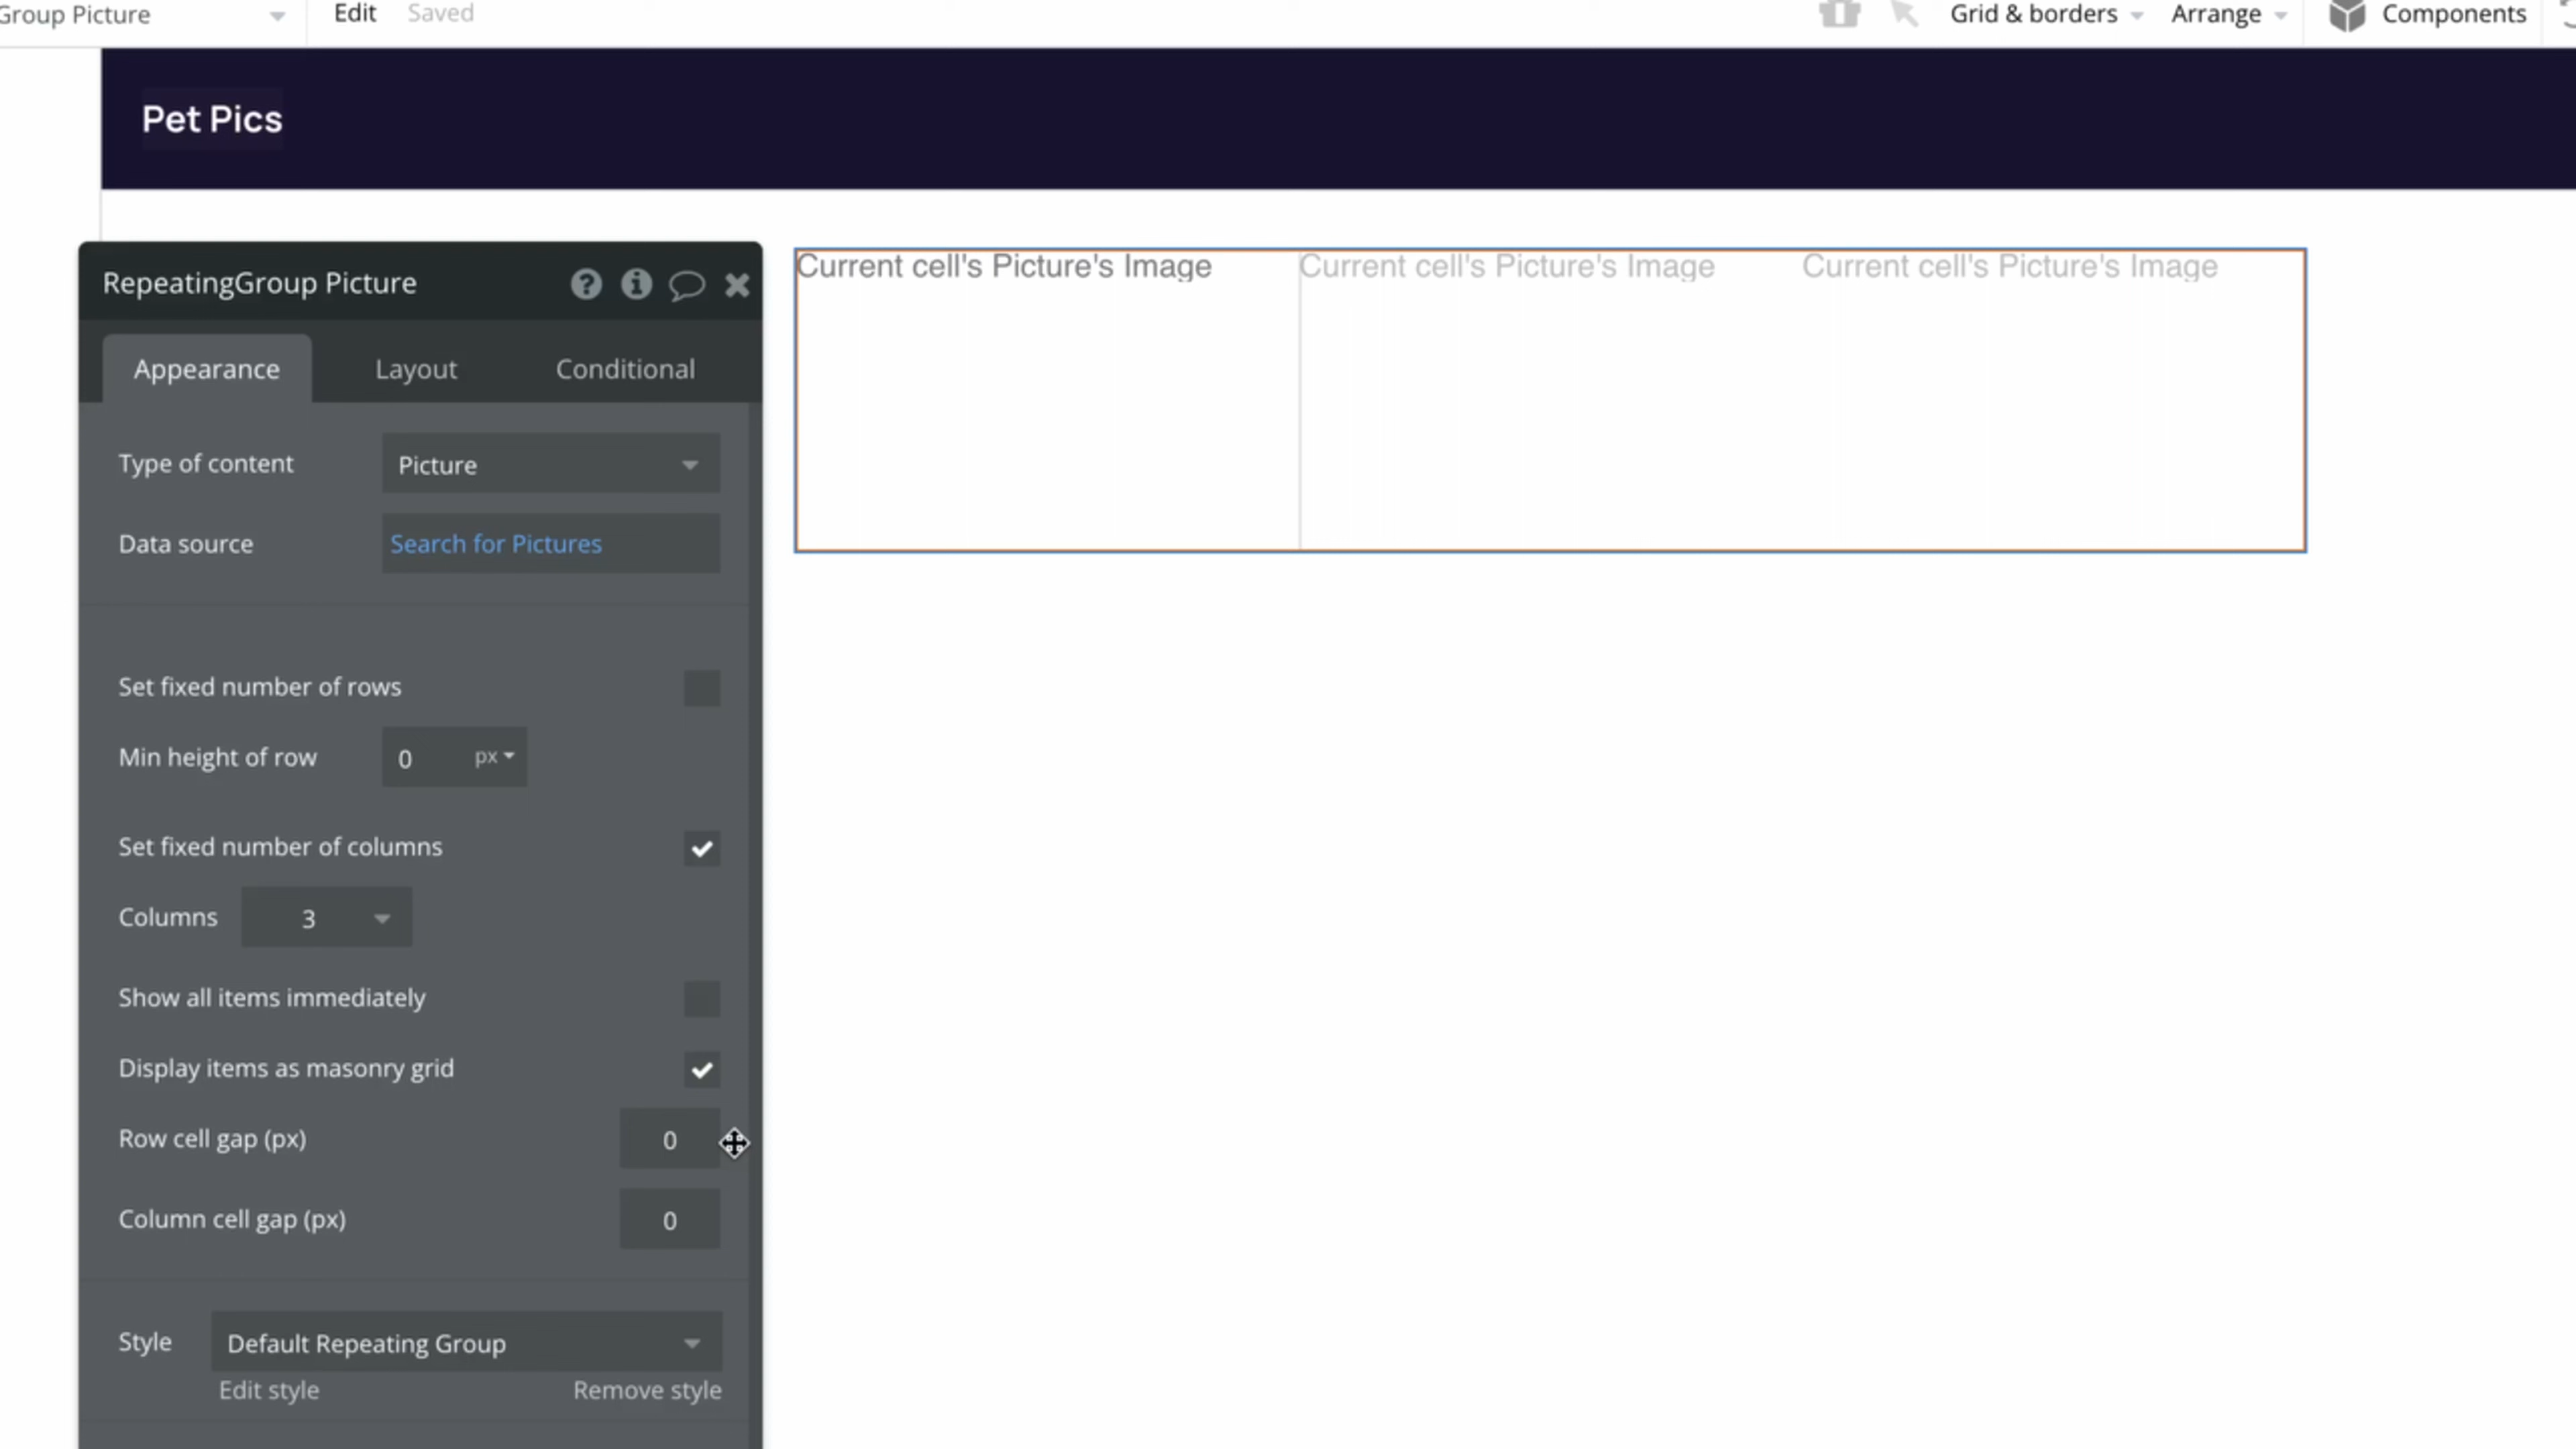 Group Picture
Edit Saved
Grid & borders Arrange Components
Pet Pics
RepeatingGroup Picture
Appearance Layout Conditional
Type of content Picture
Data source Search for Pictures
Set fixed number of rows
Min height of row 0 px
Set fixed number of columns
Columns 3
Show all items immediately
Display items as masonry grid
Row cell gap (px) 0
Column cell gap (px) 0
Style Default Repeating Group
Edit style Remove style
Current cell's Picture's Image Current cell's Picture's Image Current cell's Picture's Image